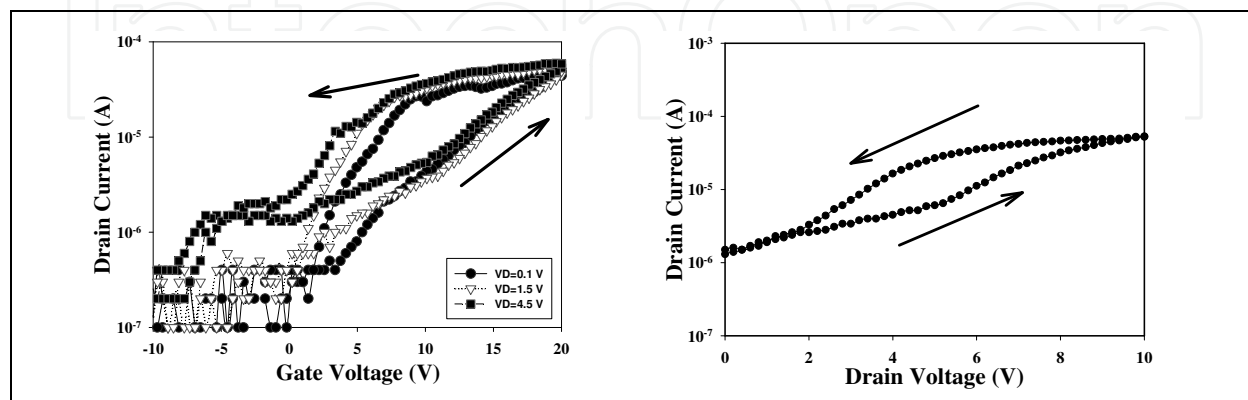 IntechOpen
10⁻⁴
10⁻⁵
10⁻⁶
10⁻⁷
Drain Current (A)
-10 -5 0 5 10 15 20
Gate Voltage (V)
VD=0.1 V
VD=1.5 V
VD=4.5 V
10⁻³
10⁻⁴
10⁻⁵
10⁻⁶
10⁻⁷
Drain Current (A)
0 2 4 6 8 10
Drain Voltage (V)